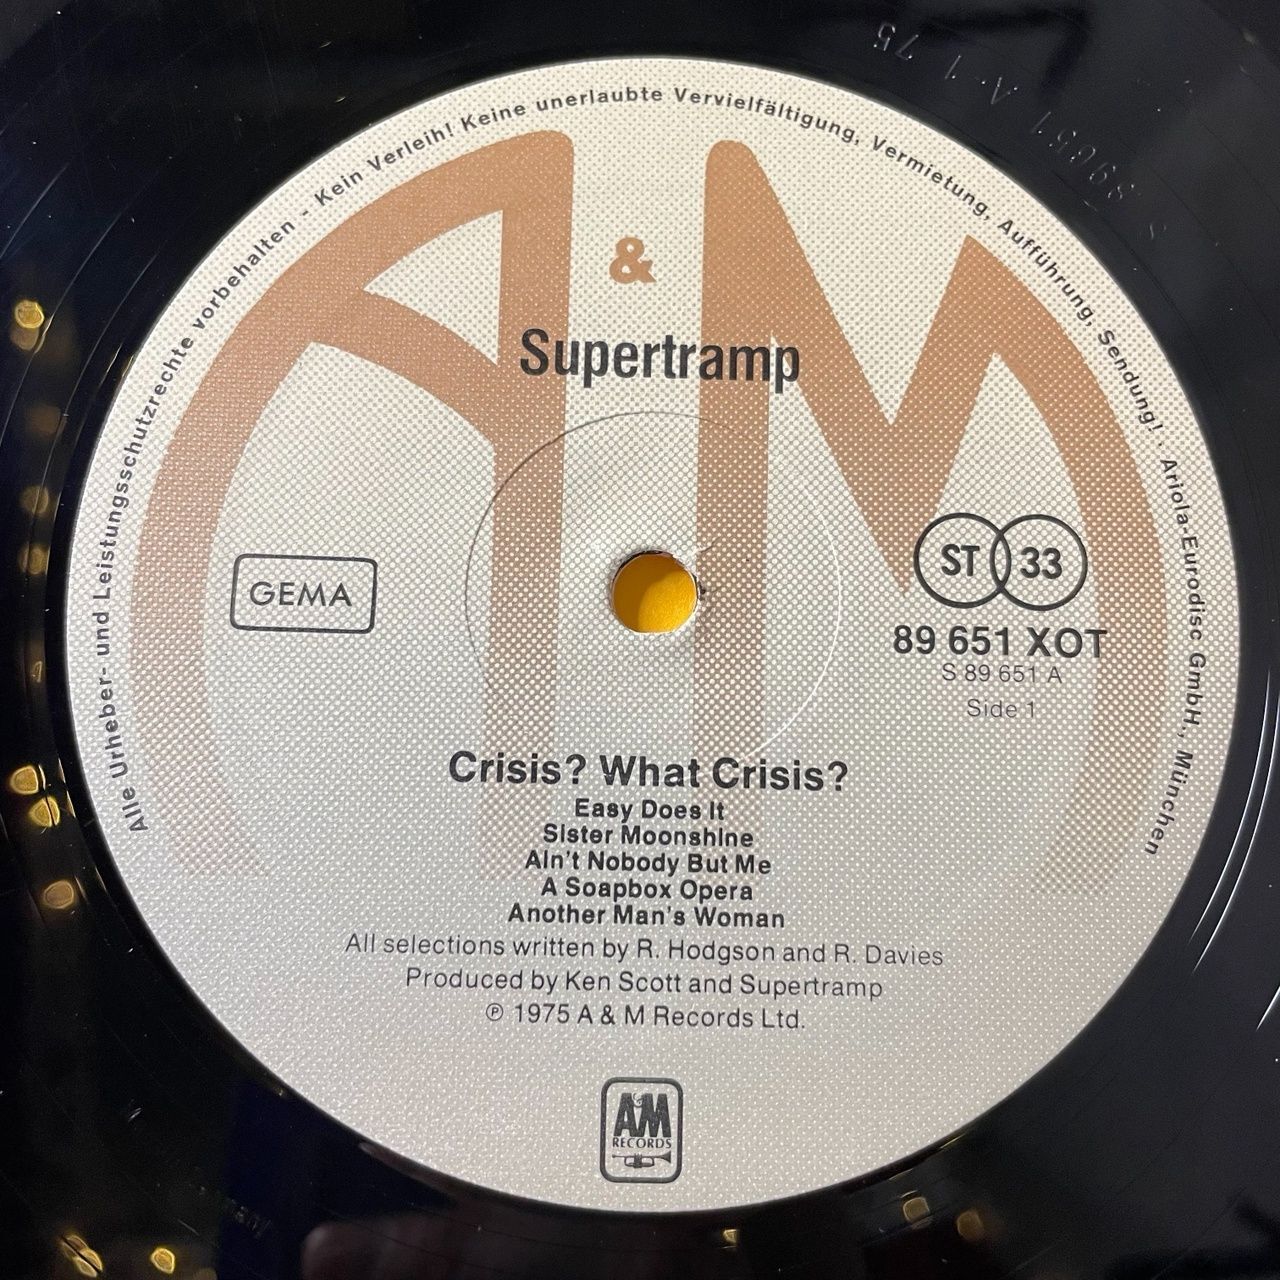 Alle Urheber- und Leistungsschutzrechte vorbehalten - Kein Verleih! Keine unerlaubte Vervielfältigung, Vermietung, Aufführung, Sendung! · Ariola-Eurodisc GmbH., München
A & M
Supertramp
GEMA
ST 33
89 651 XOT
S 89 651 A
Side 1
Crisis? What Crisis?
Easy Does It
Sister Moonshine
Ain't Nobody But Me
A Soapbox Opera
Another Man's Woman
All selections written by R. Hodgson and R. Davies
Produced by Ken Scott and Supertramp
℗ 1975 A & M Records Ltd.
A&M
RECORDS